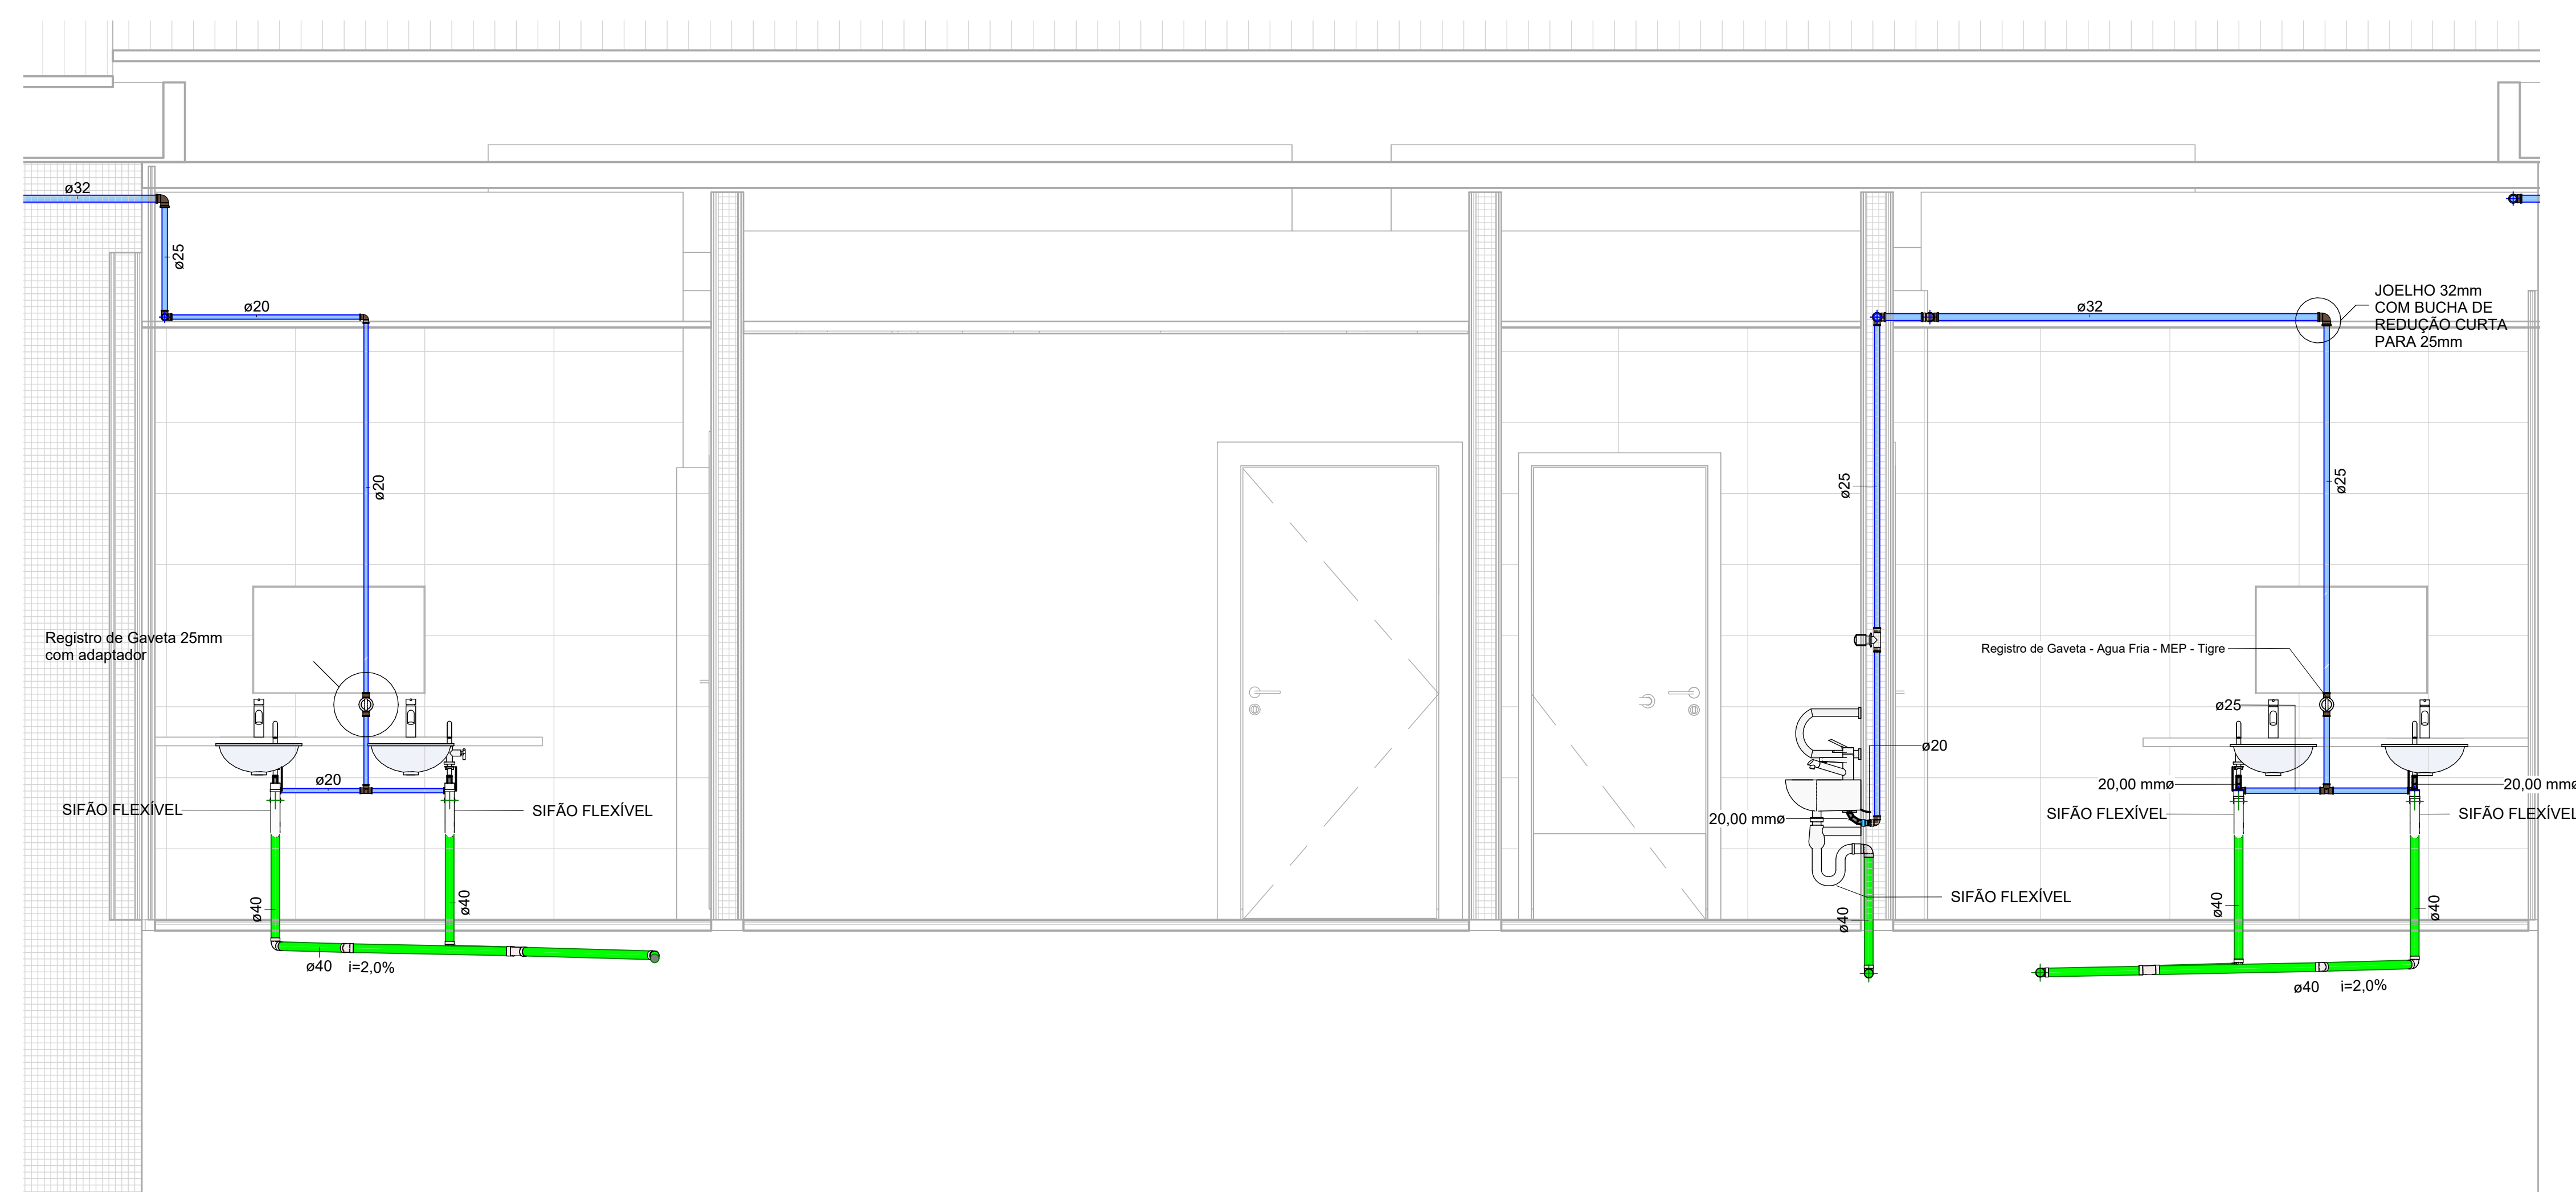 ø32
ø25
ø20
ø20
Registro de Gaveta 25mm
com adaptador
ø20
SIFÃO FLEXÍVEL
SIFÃO FLEXÍVEL
ø40
ø40
ø40
i=2,0%
ø32
JOELHO 32mm
COM BUCHA DE
REDUÇÃO CURTA
PARA 25mm
ø25
ø25
Registro de Gaveta - Agua Fria - MEP - Tigre
ø25
ø20
20,00 mmø
20,00 mmø
20,00 mmø
SIFÃO FLEXÍVEL
SIFÃO FLEXÍVEL
SIFÃO FLEXÍVEL
ø40
ø40
ø40
ø40
i=2,0%